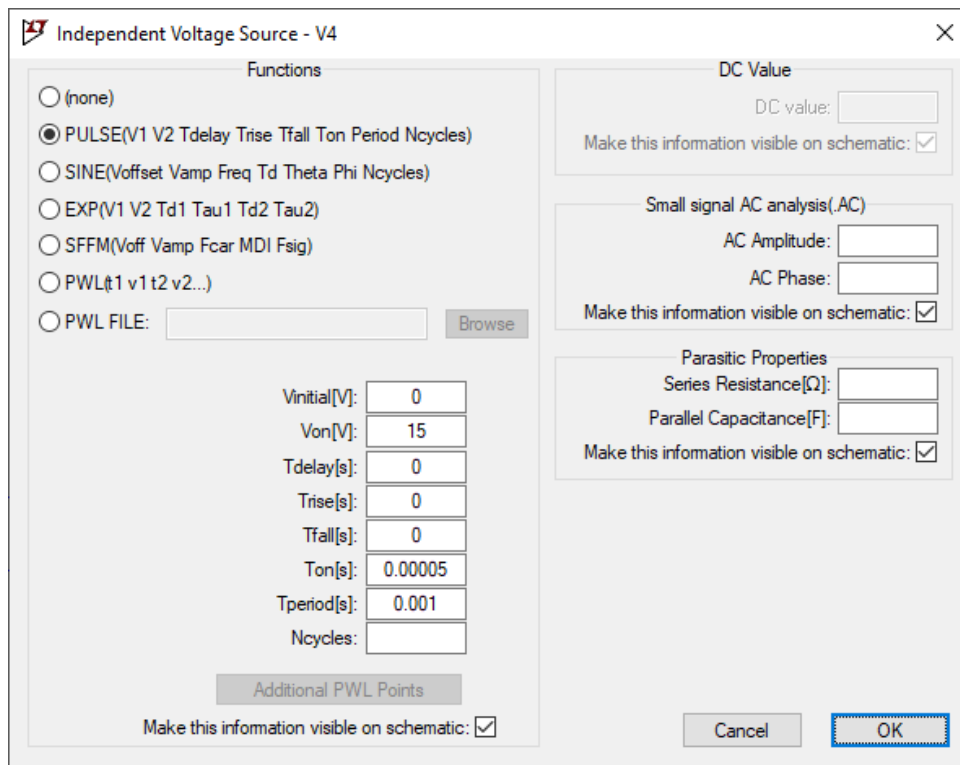 Independent Voltage Source - V4
Functions
(none)
PULSE(V1 V2 Tdelay Trise Tfall Ton Period Ncycles)
SINE(Voffset Vamp Freq Td Theta Phi Ncycles)
EXP(V1 V2 Td1 Tau1 Td2 Tau2)
SFFM(Voff Vamp Fcar MDI Fsig)
PWL(t1 v1 t2 v2...)
PWL FILE: Browse
Vinitial[V]: 0
Von[V]: 15
Tdelay[s]: 0
Trise[s]: 0
Tfall[s]: 0
Ton[s]: 0.00005
Tperiod[s]: 0.001
Ncycles:
Additional PWL Points
Make this information visible on schematic:
DC Value
DC value:
Make this information visible on schematic:
Small signal AC analysis(.AC)
AC Amplitude:
AC Phase:
Make this information visible on schematic:
Parasitic Properties
Series Resistance[Ω]:
Parallel Capacitance[F]:
Make this information visible on schematic:
Cancel OK